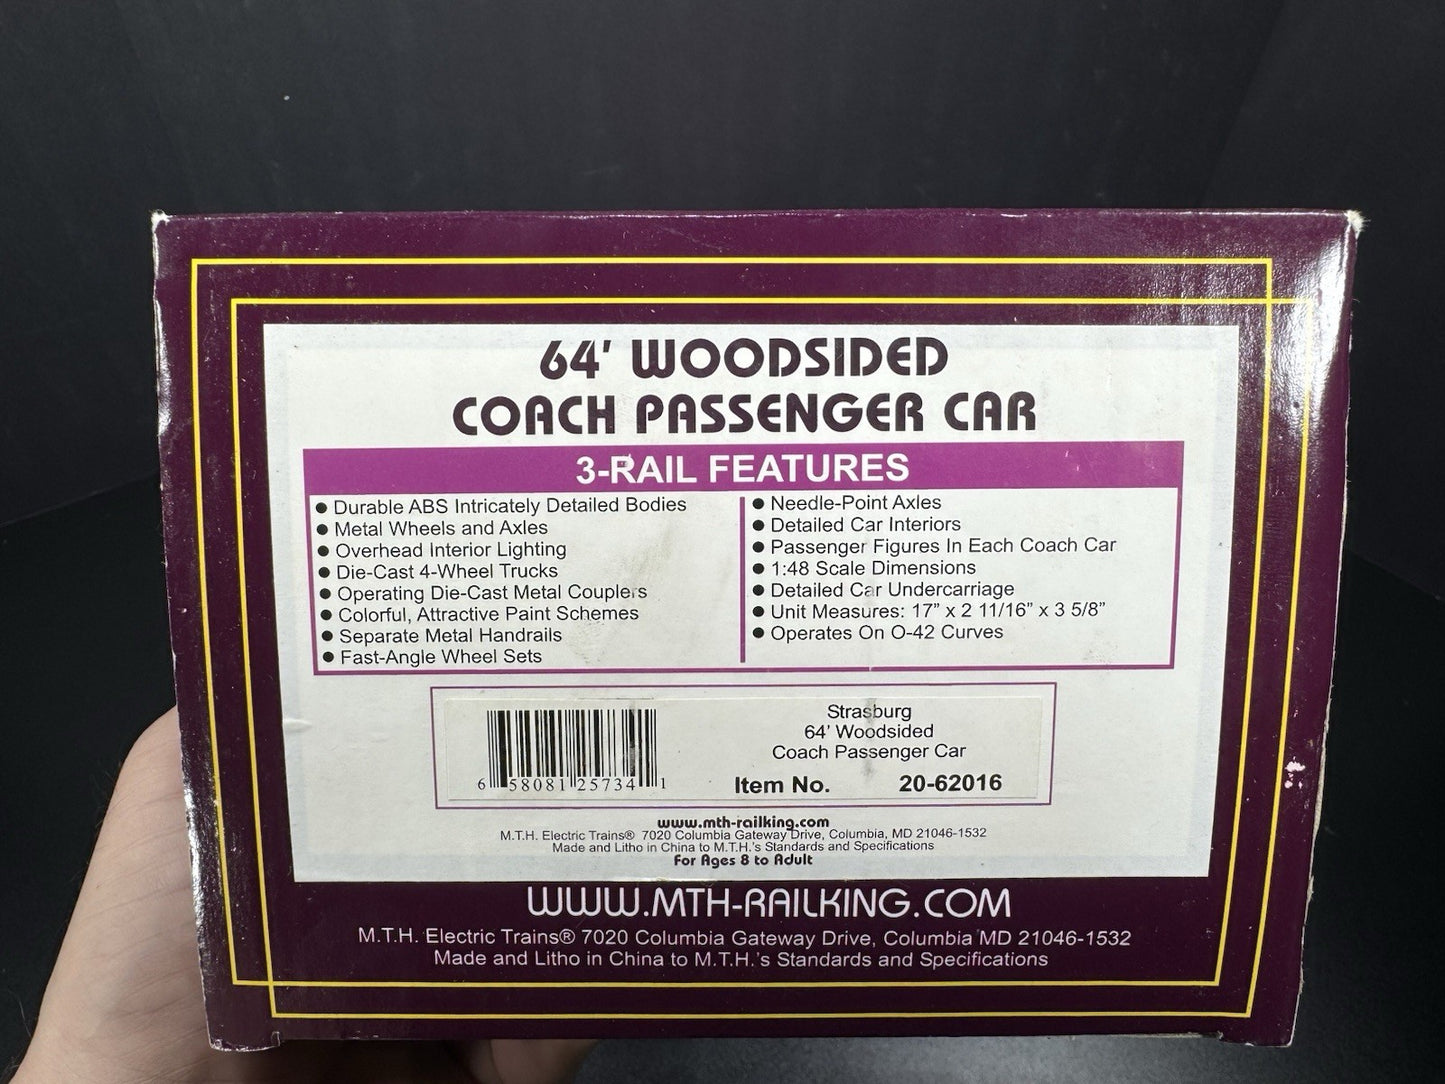 64' WOODSIDED
COACH PASSENGER CAR
3-RAIL FEATURES
● Durable ABS Intricately Detailed Bodies
● Metal Wheels and Axles
● Overhead Interior Lighting
● Die-Cast 4-Wheel Trucks
● Operating Die-Cast Metal Couplers
● Colorful, Attractive Paint Schemes
● Separate Metal Handrails
● Fast-Angle Wheel Sets
● Needle-Point Axles
● Detailed Car Interiors
● Passenger Figures In Each Coach Car
● 1:48 Scale Dimensions
● Detailed Car Undercarriage
● Unit Measures: 17” x 2 11/16” x 3 5/8”
● Operates On O-42 Curves
6 58081 25734 1
Strasburg
64’ Woodsided
Coach Passenger Car
Item No. 20-62016
www.mth-railking.com
M.T.H. Electric Trains® 7020 Columbia Gateway Drive, Columbia, MD 21046-1532
Made and Litho in China to M.T.H.'s Standards and Specifications
For Ages 8 to Adult
WWW.MTH-RAILKING.COM
M.T.H. Electric Trains® 7020 Columbia Gateway Drive, Columbia MD 21046-1532
Made and Litho in China to M.T.H.'s Standards and Specifications